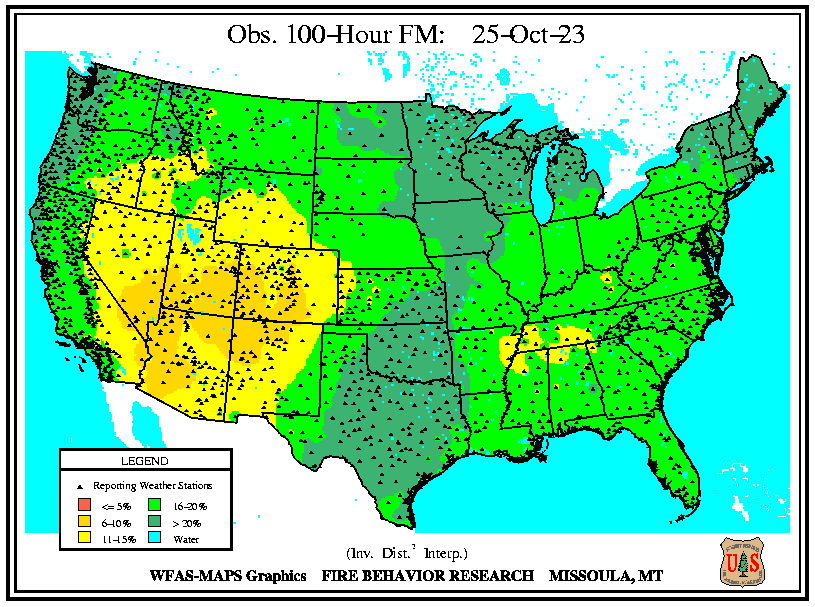 Obs. 100-Hour FM: 25-Oct-23
LEGEND
Reporting Weather Stations
<= 5% 16-20%
6-10% > 20%
11-15% Water
(Inv. Dist.² Interp.)
WFAS-MAPS Graphics FIRE BEHAVIOR RESEARCH MISSOULA, MT
U S